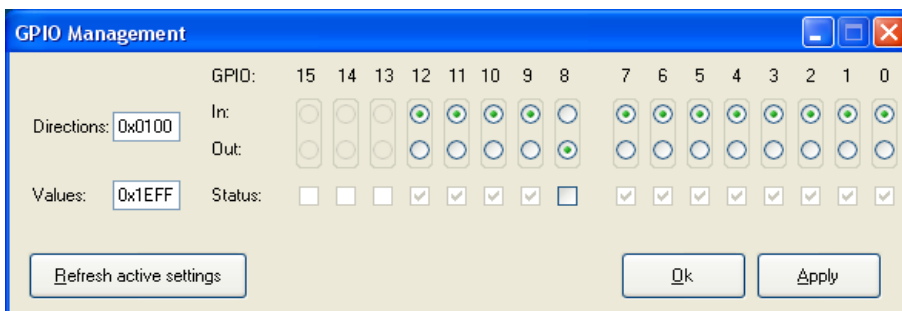 GPIO Management
GPIO: 15 14 13 12 11 10 9 8 7 6 5 4 3 2 1 0
In:
Directions: 0x0100
Out:
Values: 0x1EFF Status:
Refresh active settings Ok Apply